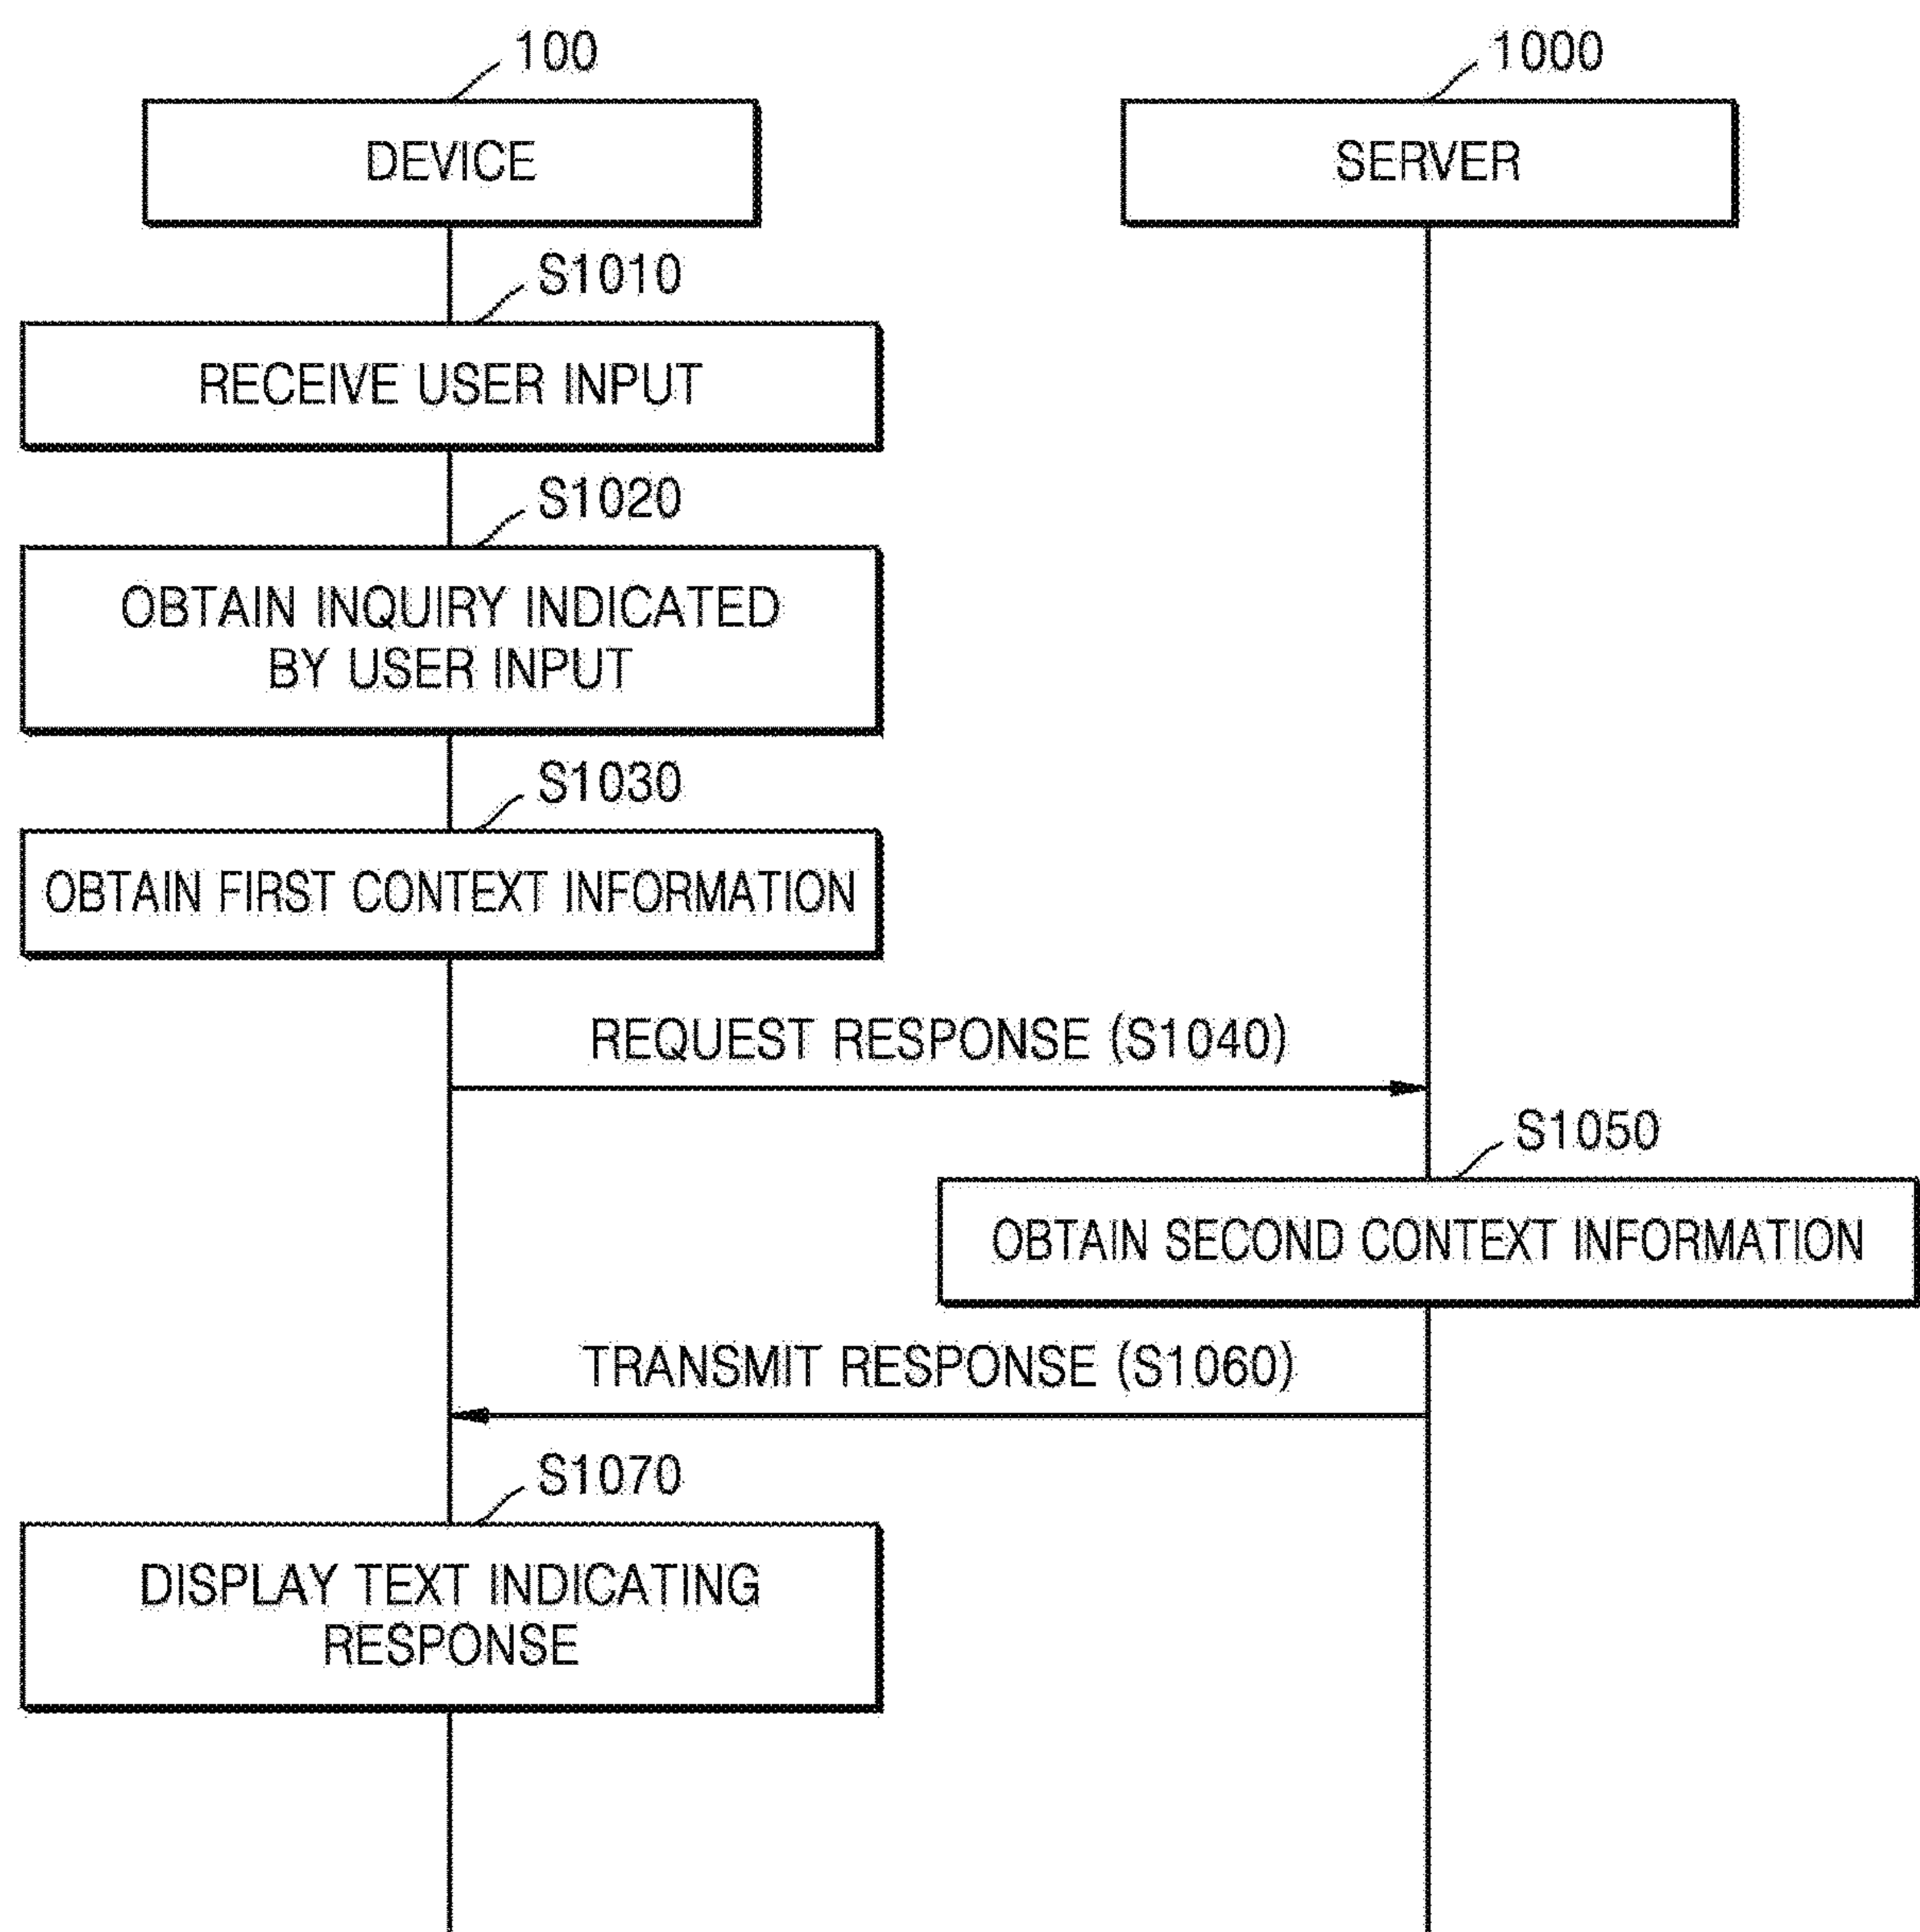 100
1000
DEVICE
SERVER
S1010
RECEIVE USER INPUT
S1020
OBTAIN INQUIRY INDICATED
BY USER INPUT
S1030
OBTAIN FIRST CONTEXT INFORMATION
REQUEST RESPONSE (S1040)
S1050
OBTAIN SECOND CONTEXT INFORMATION
TRANSMIT RESPONSE (S1060)
S1070
DISPLAY TEXT INDICATING
RESPONSE